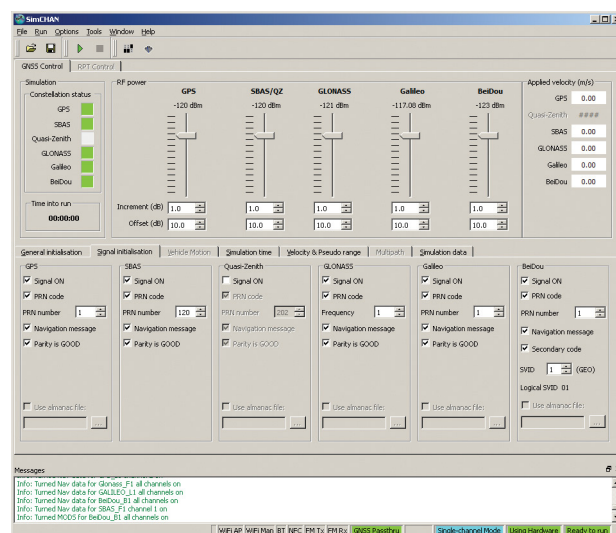 SimCHAN
File Run Options Tools Window Help
GNSS Control RPT Control
Simulation
Constellation status
GPS
SBAS
Quasi-Zenith
GLONASS
Galileo
BeiDou
Time into run
00:00:00
RF power
GPS SBAS/QZ GLONASS Galileo BeiDou
-120 dBm -120 dBm -121 dBm -117.08 dBm -123 dBm
Increment (dB) 1.0 1.0 1.0 1.0 1.0
Offset (dB) 10.0 10.0 10.0 10.0 10.0
Applied velocity (m/s)
GPS 0.00
Quasi-Zenith ####
SBAS 0.00
GLONASS 0.00
Galileo 0.00
BeiDou 0.00
General initialisation Signal initialisation Vehicle Motion Simulation time Velocity & Pseudo range Multipath Simulation data
GPS
Signal ON
PRN code
PRN number 1
Navigation message
Parity is GOOD
Use almanac file:
...
SBAS
Signal ON
PRN code
PRN number 120
Navigation message
Parity is GOOD
Quasi-Zenith
Signal ON
PRN code
PRN number 202
Navigation message
Parity is GOOD
Use almanac file:
...
GLONASS
Signal ON
PRN code
Frequency 1
Navigation message
Parity is GOOD
Use almanac file:
...
Galileo
Signal ON
PRN code
PRN number 1
Navigation message
Parity is GOOD
Use almanac file:
...
BeiDou
Signal ON
PRN code
PRN number 1
Navigation message
Secondary code
SVID 1 (GEO)
Logical SVID 01
Use almanac file:
...
Messages
Info: Turned Nav data for Glonass_F1 all channels on
Info: Turned Nav data for GALILEO_L1 all channels on
Info: Turned Nav data for BeiDou_B1 all channels on
Info: Turned Nav data for SBAS_F1 channel 1 on
Info: Turned MODS for BeiDou_B1 all channels on
WiFi AP WiFi Man BT NFC FM Tx FM Rx GNSS Passthru Single-channel Mode Using Hardware Ready to run